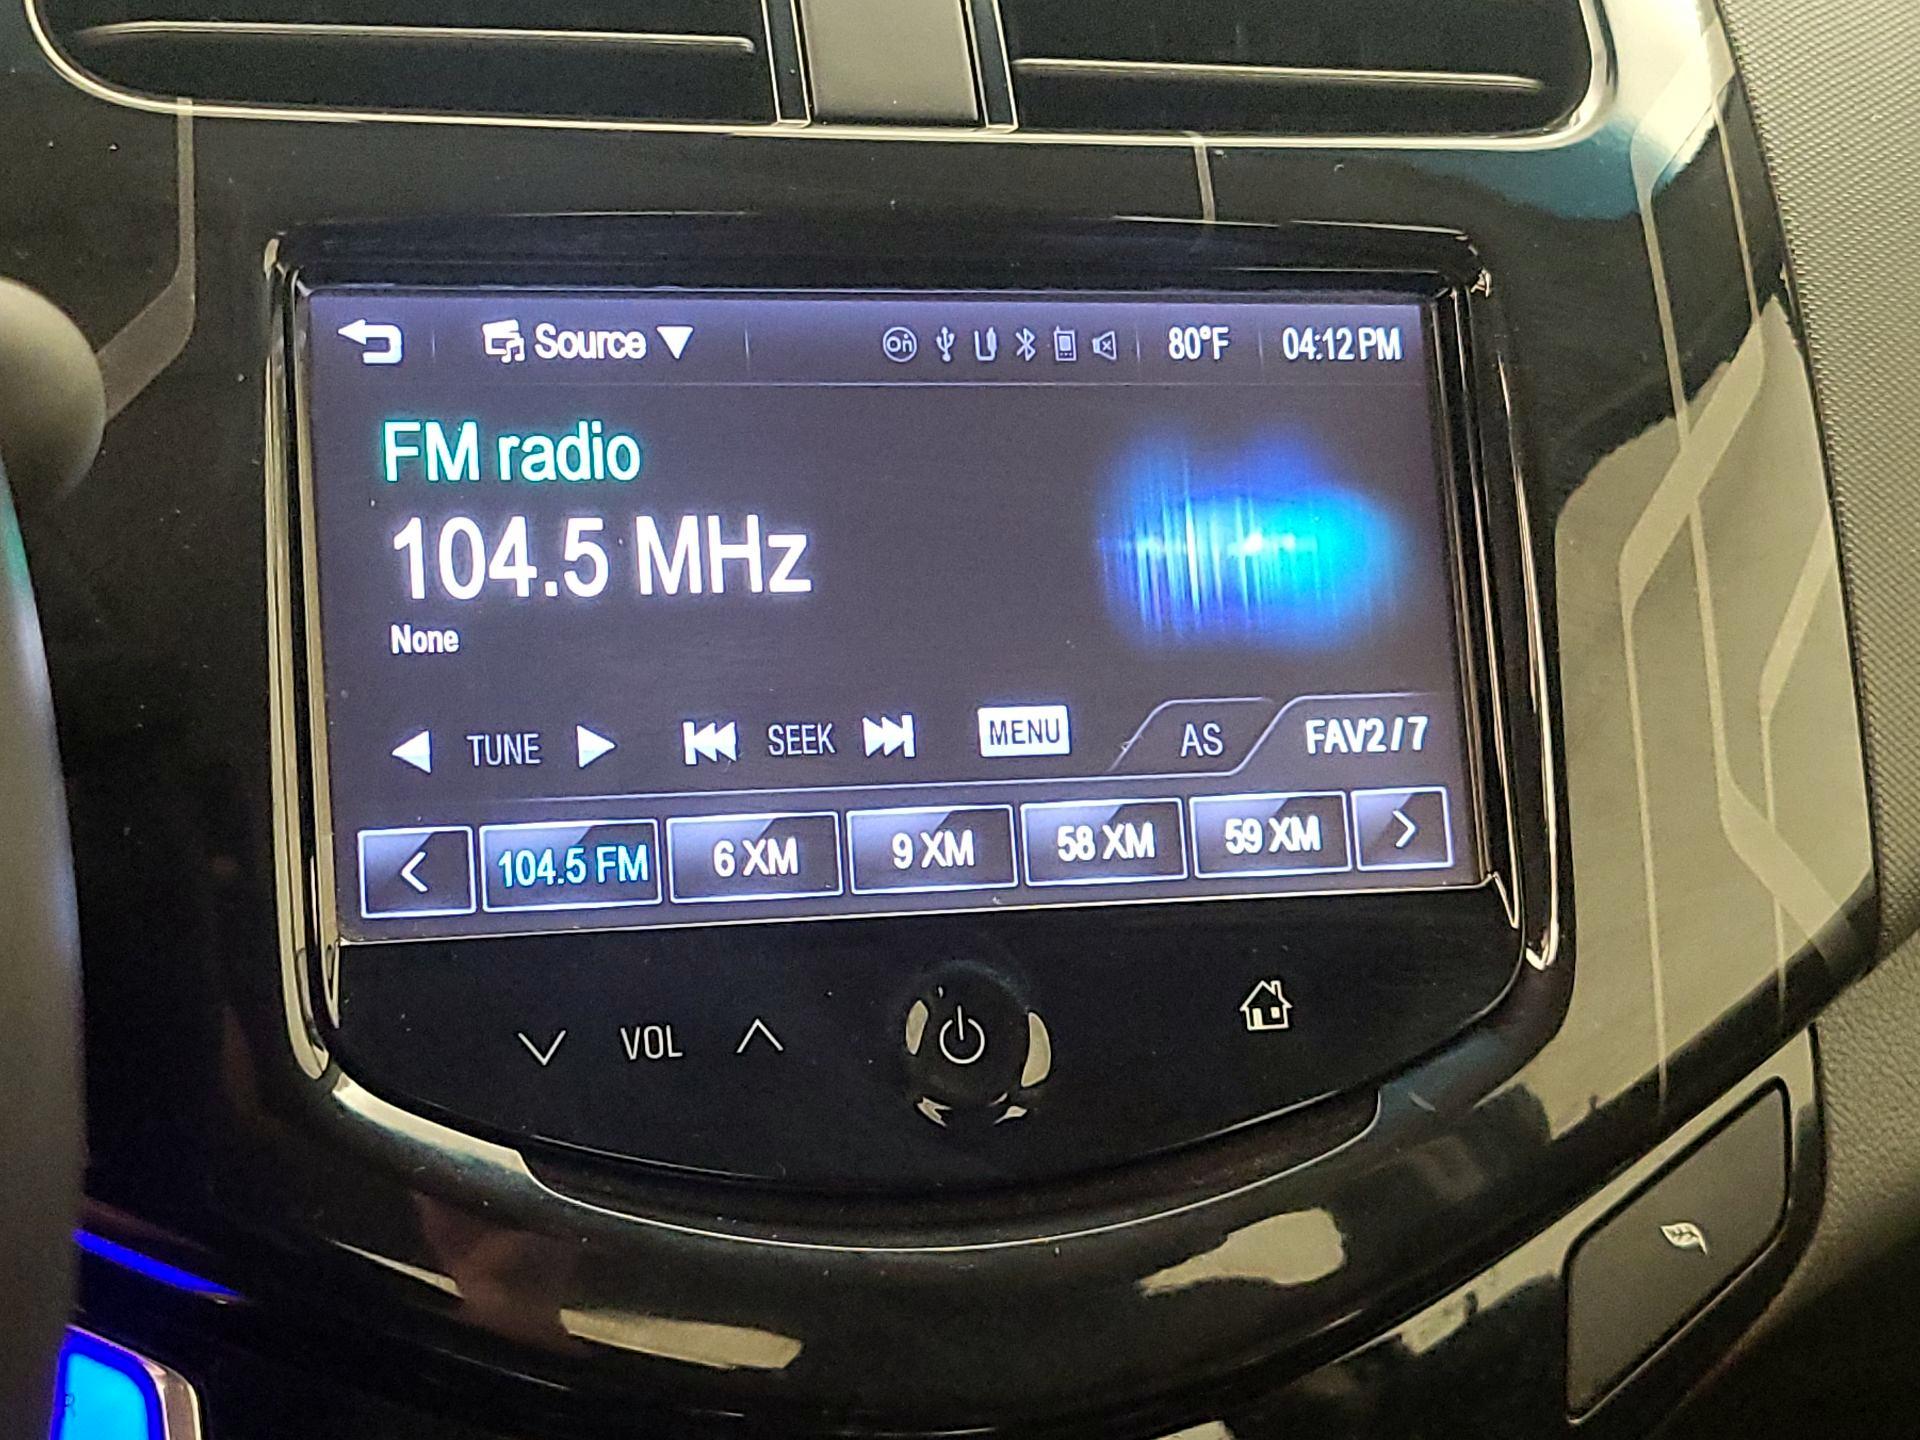 Source On 80°F 04:12 PM
FM radio
104.5 MHz
None
TUNE SEEK MENU AS FAV2/7
104.5 FM 6 XM 9 XM 58 XM 59 XM
VOL